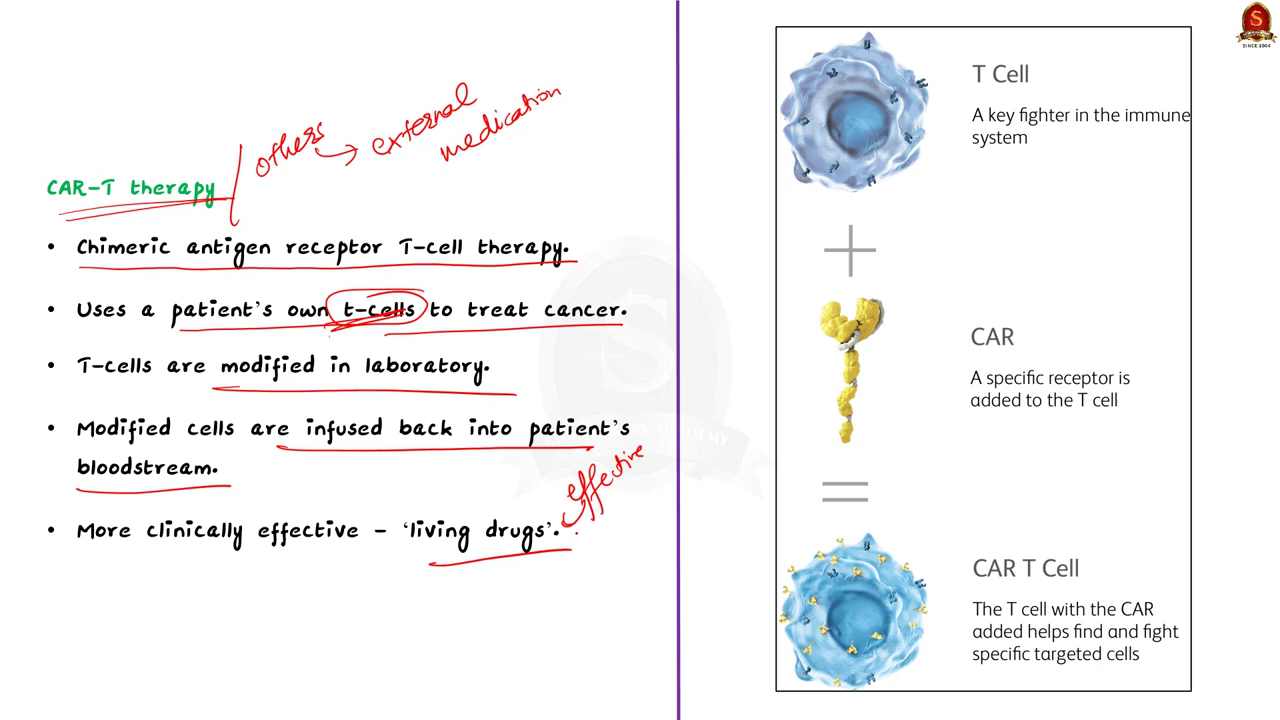 others → external
medication
CAR-T therapy
• Chimeric antigen receptor T-cell therapy.
• Uses a patient's own t-cells to treat cancer.
• T-cells are modified in laboratory.
• Modified cells are infused back into patient's
bloodstream.
effective
• More clinically effective – 'living drugs'.
T Cell
A key fighter in the immune
system
+
CAR
A specific receptor is
added to the T cell
=
CAR T Cell
The T cell with the CAR
added helps find and fight
specific targeted cells
S
SINCE 2004